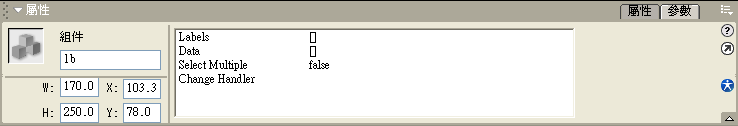 屬性
屬性 參數
組件
lb
W: 170.0 X: 103.3
H: 250.0 Y: 78.0
Labels []
Data []
Select Multiple false
Change Handler